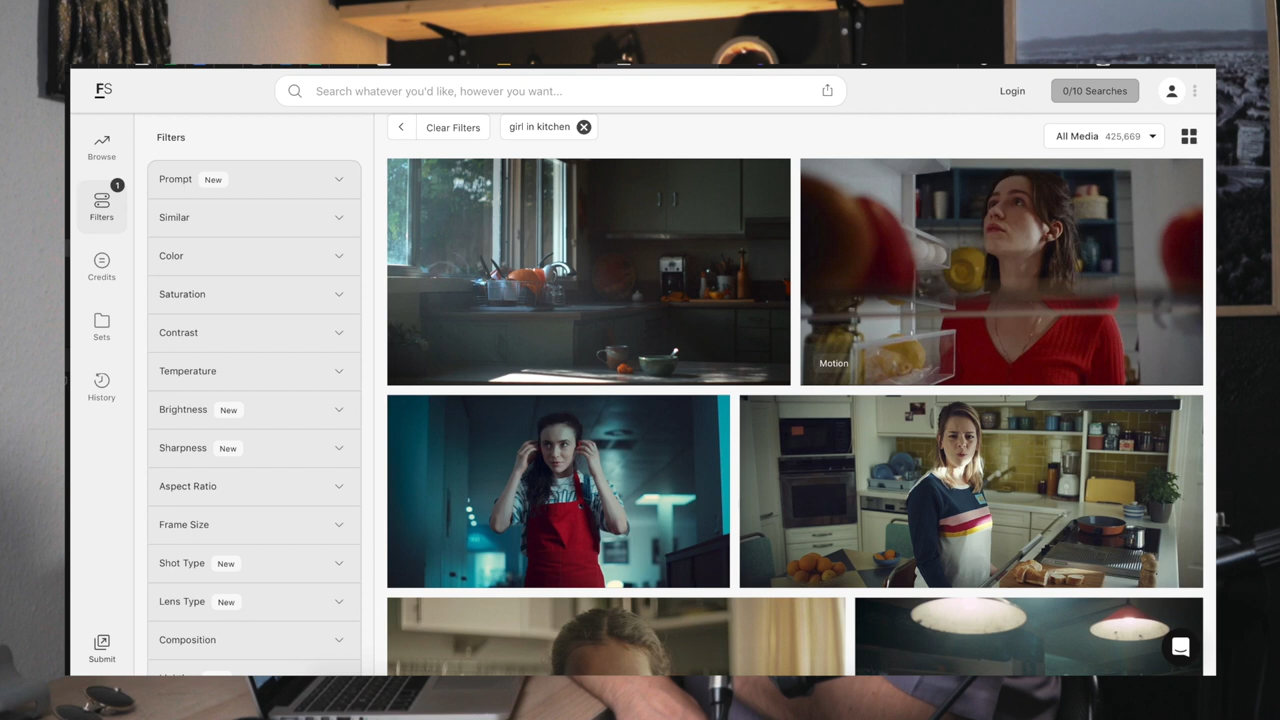 FS
Search whatever you'd like, however you want...
Login
0/10 Searches
Browse
1
Filters
Credits
Sets
History
Submit
Filters
Prompt New
Similar
Color
Saturation
Contrast
Temperature
Brightness New
Sharpness New
Aspect Ratio
Frame Size
Shot Type New
Lens Type New
Composition
Clear Filters
girl in kitchen
All Media 425,669
Motion